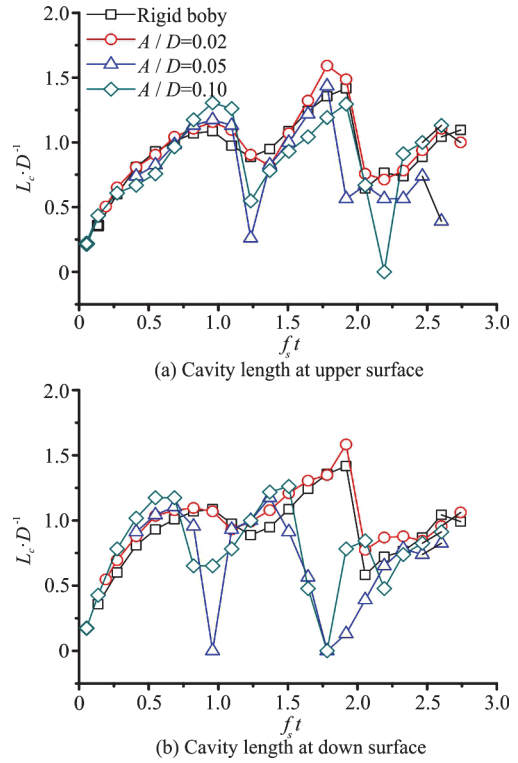 Rigid boby
A / D=0.02
A / D=0.05
A / D=0.10
2.0
1.5
1.0
0.5
0
L_c·D⁻¹
0 0.5 1.0 1.5 2.0 2.5 3.0
f_s t
(a) Cavity length at upper surface
2.0
1.5
1.0
0.5
0
L_c·D⁻¹
0 0.5 1.0 1.5 2.0 2.5 3.0
f_s t
(b) Cavity length at down surface